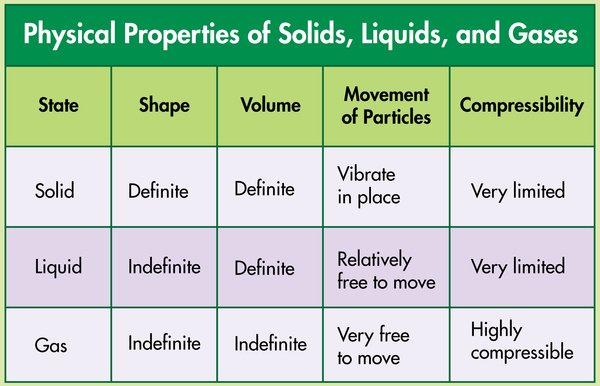 Physical Properties of Solids, Liquids, and Gases
State Shape Volume Movement of Particles Compressibility
Solid Definite Definite Vibrate in place Very limited
Liquid Indefinite Definite Relatively free to move Very limited
Gas Indefinite Indefinite Very free to move Highly compressible